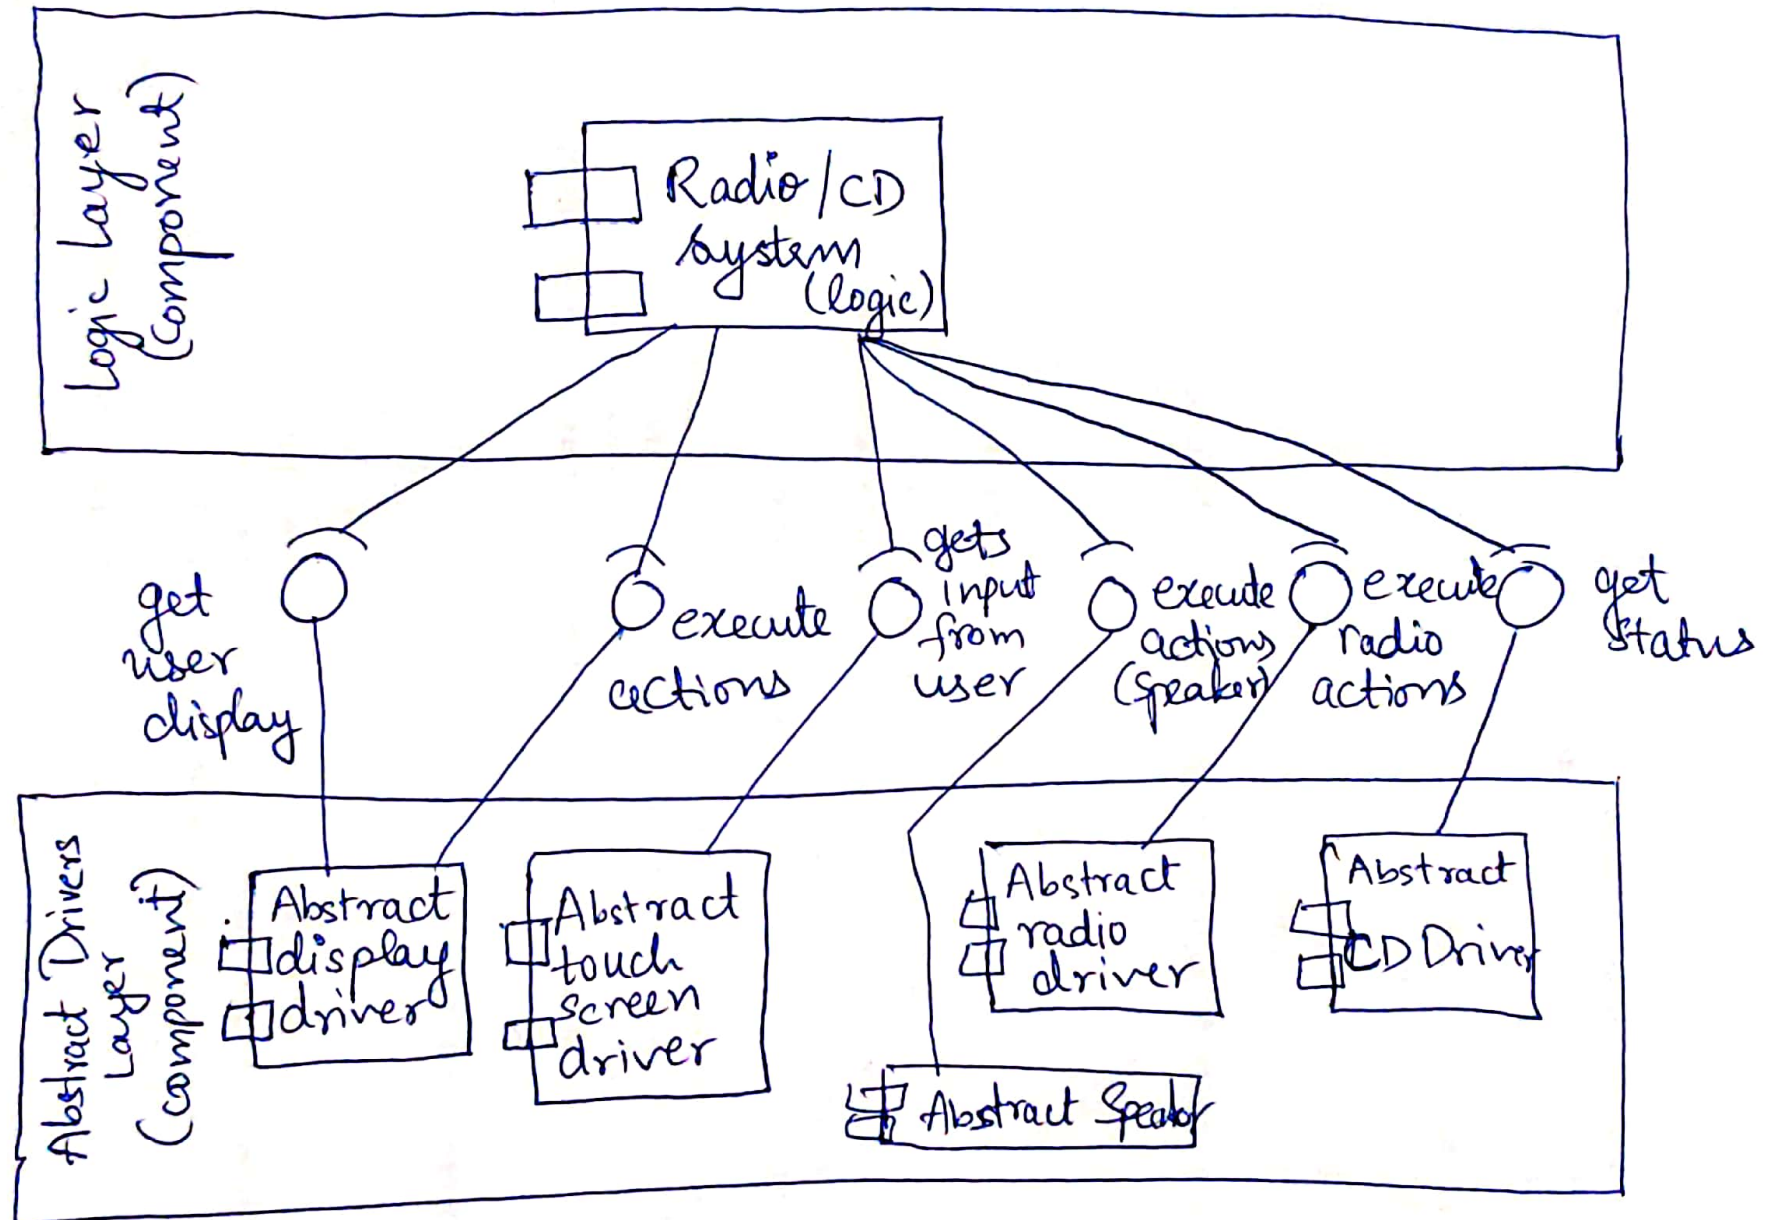 Logic Layer
(Component)
Radio/CD
system
(logic)
get
user
display
execute
actions
gets
input
from
user
execute
actions
(Speaker)
execute
radio
actions
get
status
Abstract Drivers
Layer
(component)
Abstract
display
driver
Abstract
touch
screen
driver
Abstract
radio
driver
Abstract
CD Driver
Abstract Speaker